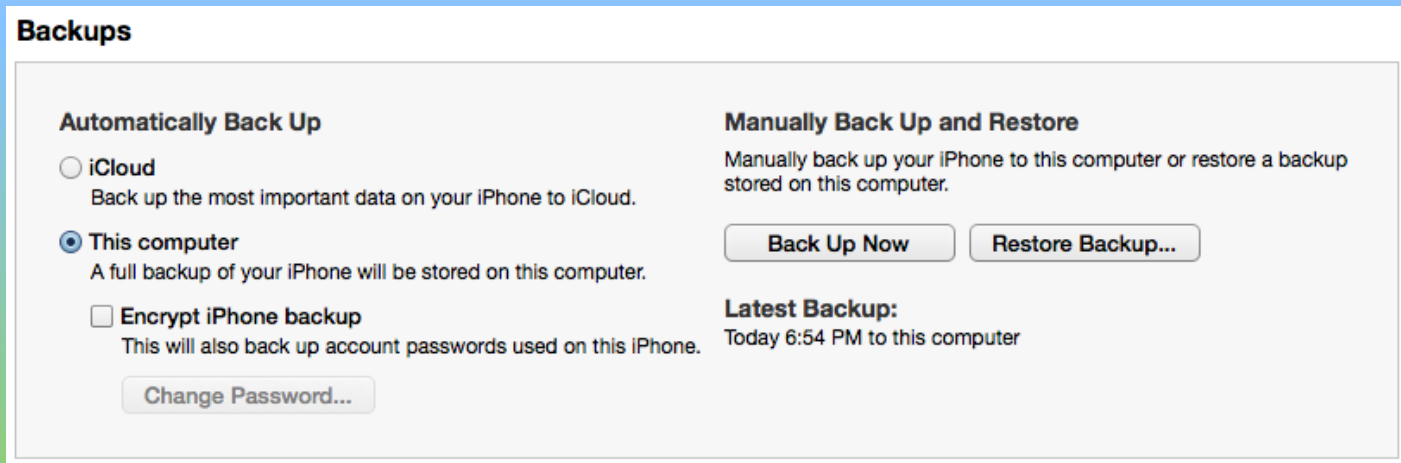 Backups
Automatically Back Up
iCloud
Back up the most important data on your iPhone to iCloud.
This computer
A full backup of your iPhone will be stored on this computer.
Encrypt iPhone backup
This will also back up account passwords used on this iPhone.
Change Password...
Manually Back Up and Restore
Manually back up your iPhone to this computer or restore a backup
stored on this computer.
Back Up Now
Restore Backup...
Latest Backup:
Today 6:54 PM to this computer